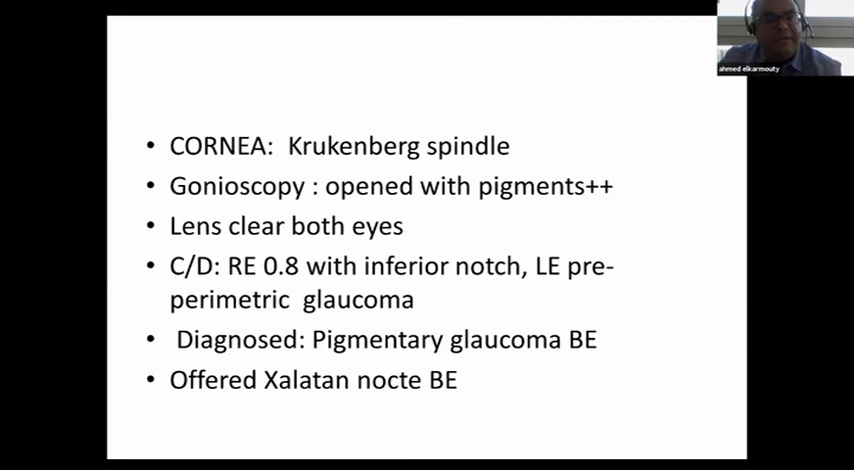 ahmed elkarmouty
• CORNEA: Krukenberg spindle
• Gonioscopy : opened with pigments++
• Lens clear both eyes
• C/D: RE 0.8 with inferior notch, LE pre-
perimetric glaucoma
• Diagnosed: Pigmentary glaucoma BE
• Offered Xalatan nocte BE